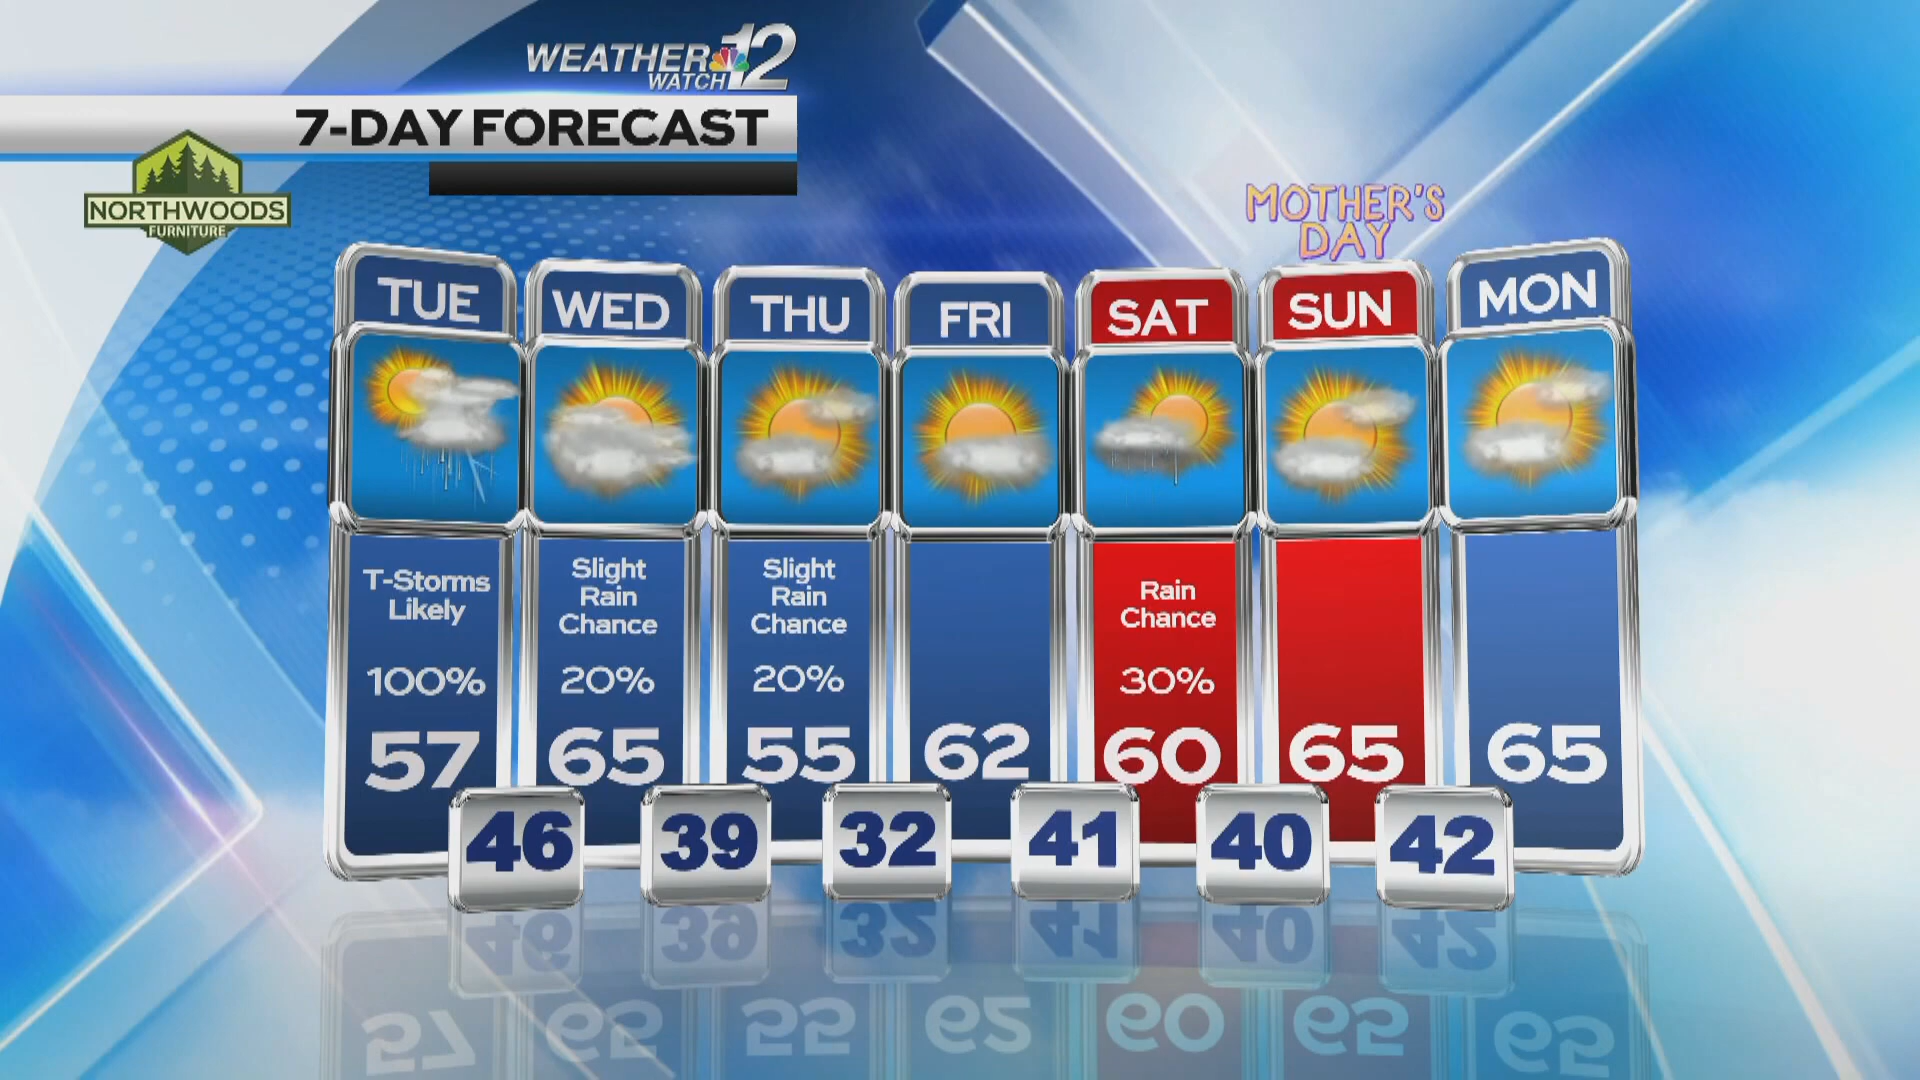 WEATHER 12
WATCH
7-DAY FORECAST
NORTHWOODS
FURNITURE
MOTHER'S
DAY
TUE WED THU FRI SAT SUN MON
T-Storms
Likely
100%
57
Slight
Rain
Chance
20%
65
Slight
Rain
Chance
20%
55
62
Rain
Chance
30%
60
65
65
46 39 32 41 40 42